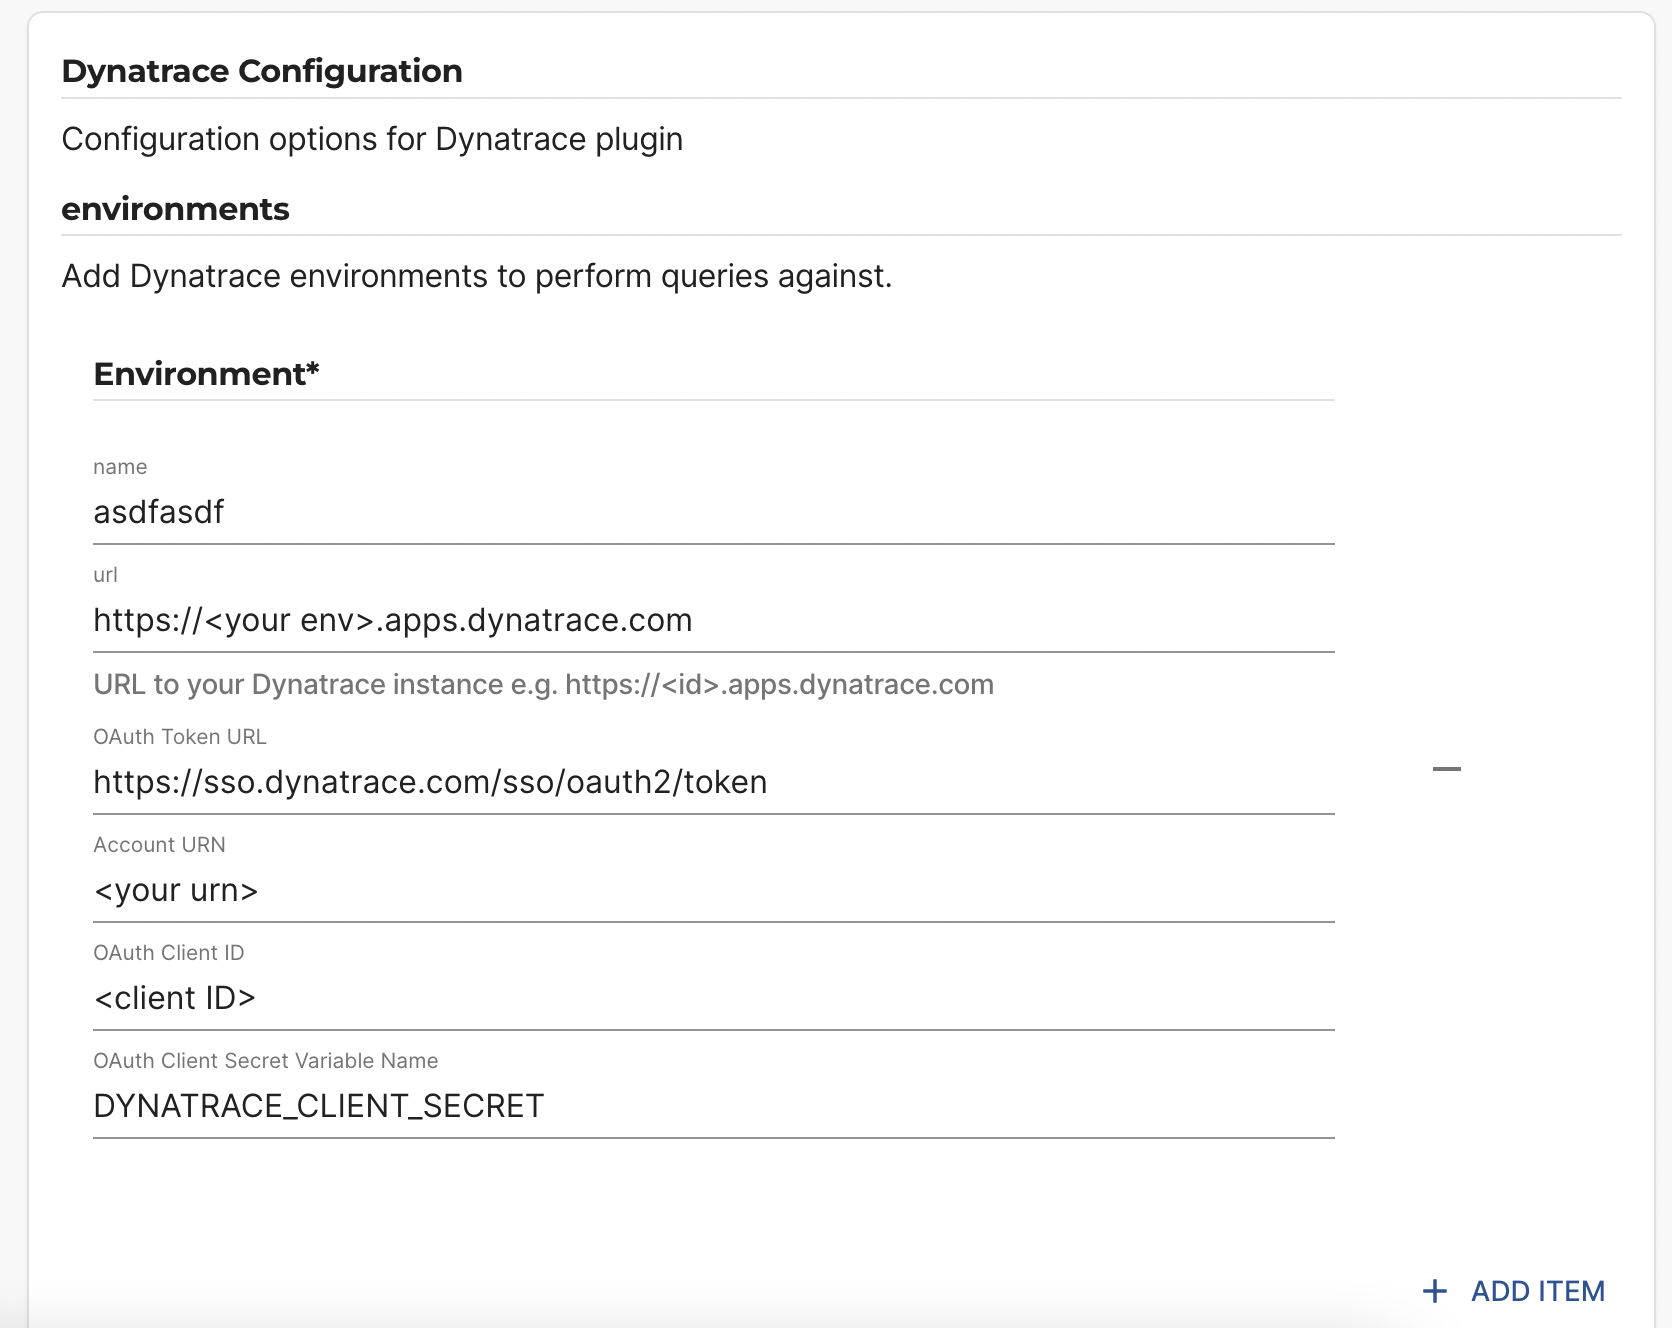 Dynatrace Configuration
Configuration options for Dynatrace plugin
environments
Add Dynatrace environments to perform queries against.
Environment*
name
asdfasdf
url
https://<your env>.apps.dynatrace.com
URL to your Dynatrace instance e.g. https://<id>.apps.dynatrace.com
OAuth Token URL
https://sso.dynatrace.com/sso/oauth2/token
Account URN
<your urn>
OAuth Client ID
<client ID>
OAuth Client Secret Variable Name
DYNATRACE_CLIENT_SECRET
+ ADD ITEM